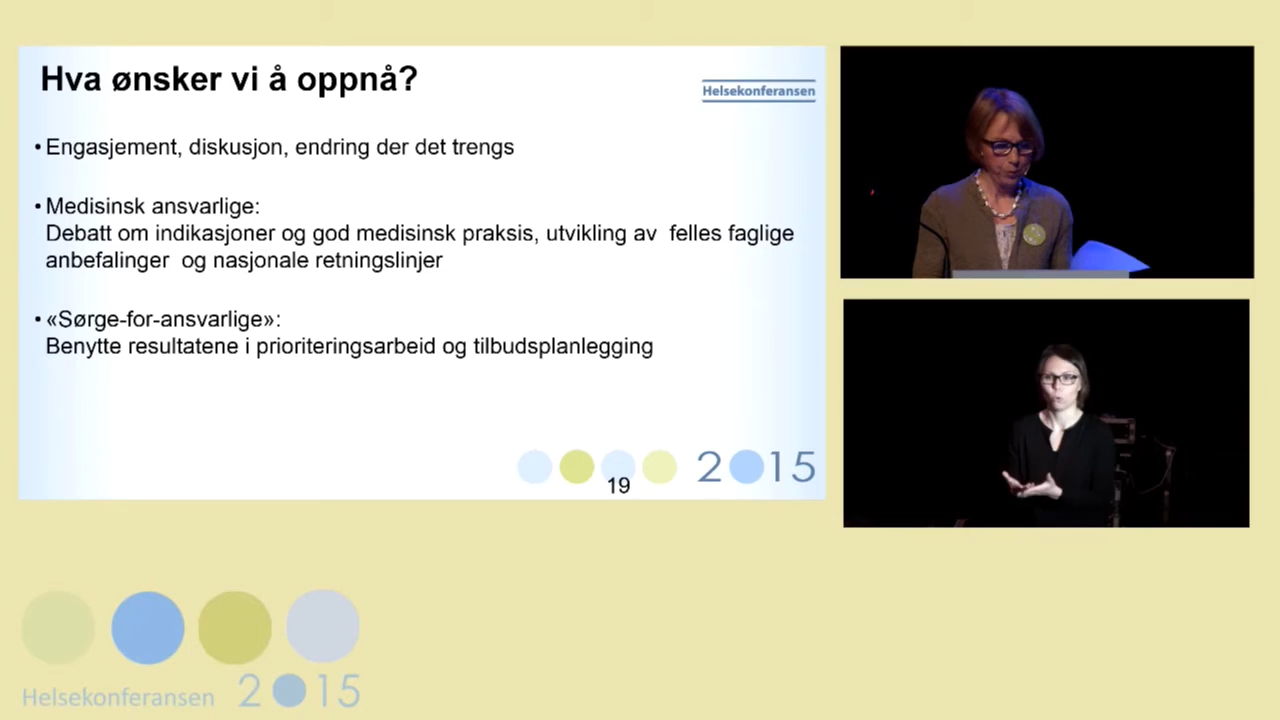 Hva ønsker vi å oppnå?
Helsekonferansen
• Engasjement, diskusjon, endring der det trengs
• Medisinsk ansvarlige:
Debatt om indikasjoner og god medisinsk praksis, utvikling av felles faglige
anbefalinger og nasjonale retningslinjer
• «Sørge-for-ansvarlige»:
Benytte resultatene i prioriteringsarbeid og tilbudsplanlegging
2015
19
Helsekonferansen 2015